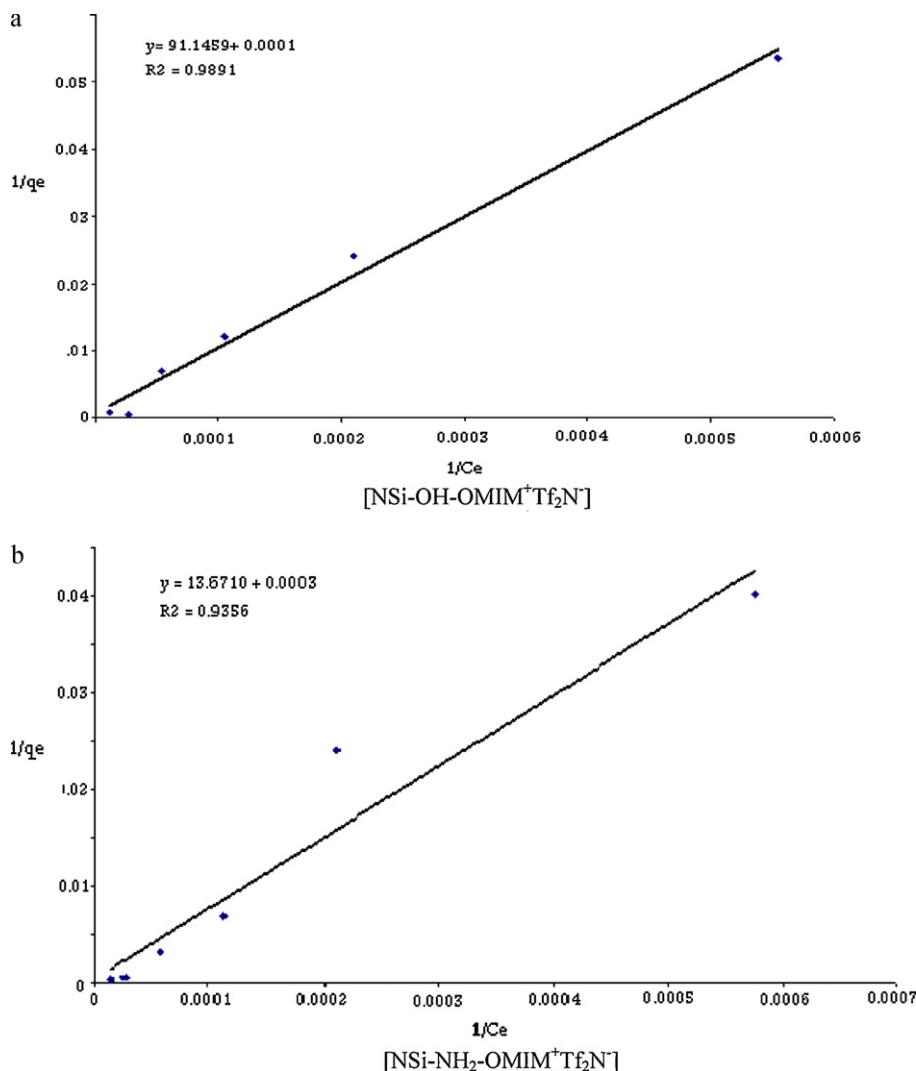 a
y= 91.1459+ 0.0001
R2 = 0.9891
0.05
0.04
1/qe
03
0.02
.01
0
0.0001 0.0002 0.0003 0.0004 0.0005 0.0006
1/Ce
[NSi-OH-OMIM⁺Tf₂N⁻]
b
y = 13.6710 + 0.0003
R2 = 0.9356
0.04
0.03
1/qe
0.02
0.01
0
0 0.0001 0.0002 0.0003 0.0004 0.0005 0.0006 0.0007
1/Ce
[NSi-NH₂-OMIM⁺Tf₂N⁻]